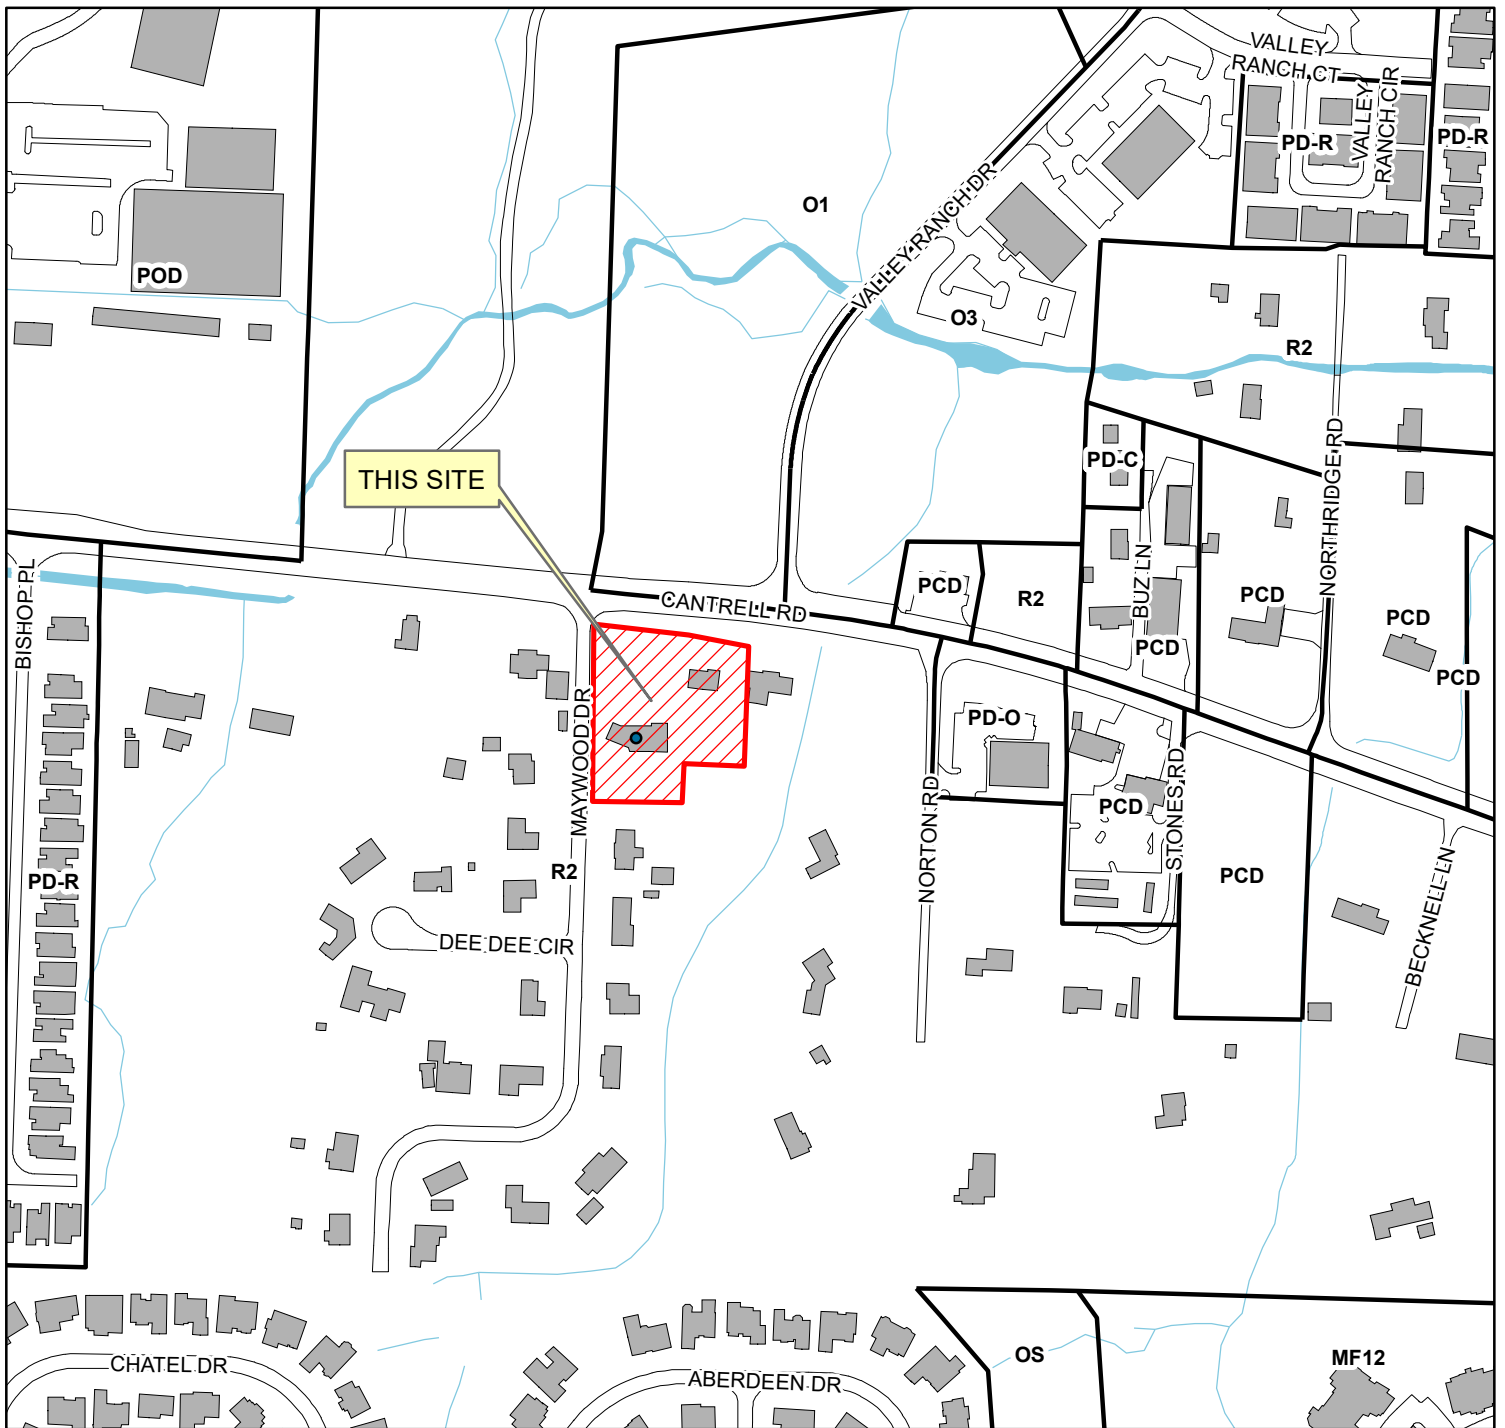 VALLEY
RANCH CT
VALLEY
RANCH CIR
PD-R
PD-R
O1
VALLEY RANCH DR
POD
O3
R2
THIS SITE
PD-C
NORTHRIDGE RD
BUZ LN
BISHOP PL
CANTRELL RD
PCD
R2
PCD
PCD
PCD
PCD
MAYWOOD DR
PD-O
NORTON RD
PCD
STONES RD
PCD
BECKNELL LN
R2
PD-R
DEE DEE CIR
OS
MF12
CHATEL DR
ABERDEEN DR